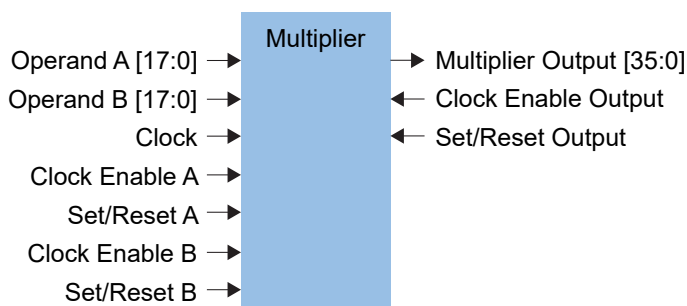 Multiplier
Operand A [17:0]
Operand B [17:0]
Clock
Clock Enable A
Set/Reset A
Clock Enable B
Set/Reset B
Multiplier Output [35:0]
Clock Enable Output
Set/Reset Output